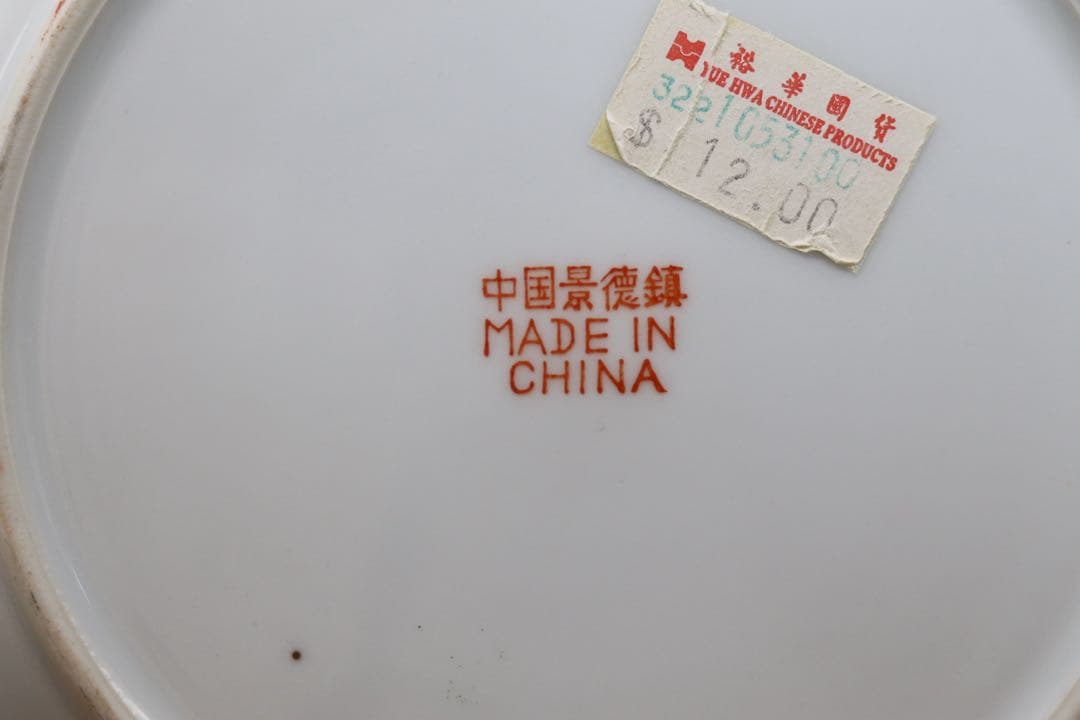 裕華國貨
YUE HWA CHINESE PRODUCTS
3221053100
$ 12.00
中国景德鎮
MADE IN
CHINA